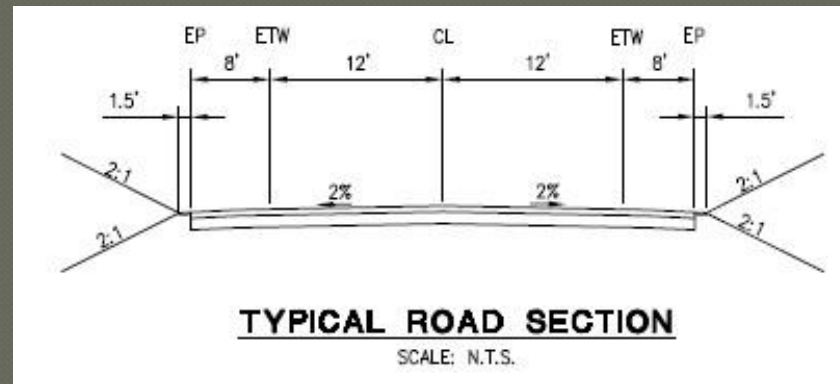 EP ETW CL ETW EP
8' 12' 12' 8'
1.5' 1.5'
2:1 2% 2% 2:1
2:1 2:1
TYPICAL ROAD SECTION
SCALE: N.T.S.